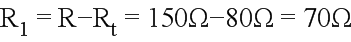 R₁ = R−Rₜ = 150Ω−80Ω = 70Ω